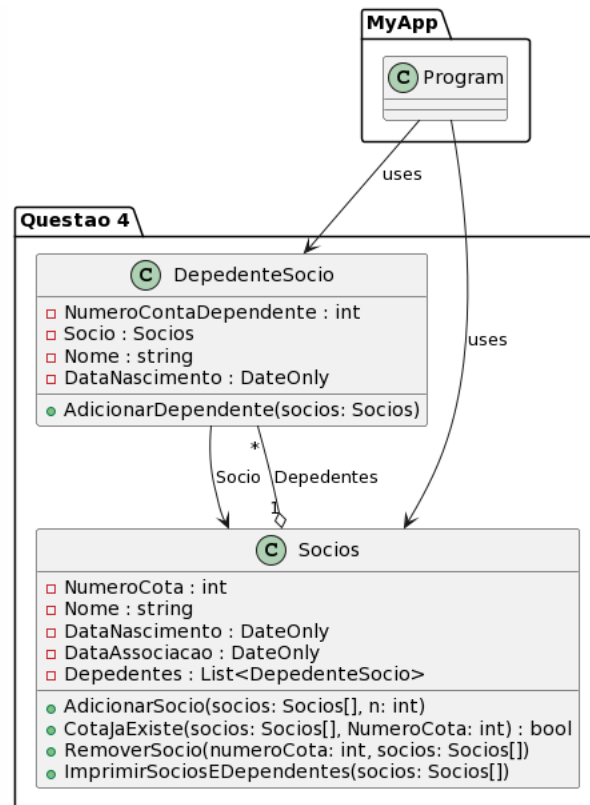 MyApp
C Program
uses
Questao 4
C DepedenteSocio
NumeroContaDependente : int
Socio : Socios
Nome : string
DataNascimento : DateOnly
AdicionarDependente(socios: Socios)
uses
*
Socio Depedentes
1
C Socios
NumeroCota : int
Nome : string
DataNascimento : DateOnly
DataAssociacao : DateOnly
Depedentes : List<DepedenteSocio>
AdicionarSocio(socios: Socios[], n: int)
CotaJaExiste(socios: Socios[], NumeroCota: int) : bool
RemoverSocio(numeroCota: int, socios: Socios[])
ImprimirSociosEDependentes(socios: Socios[])